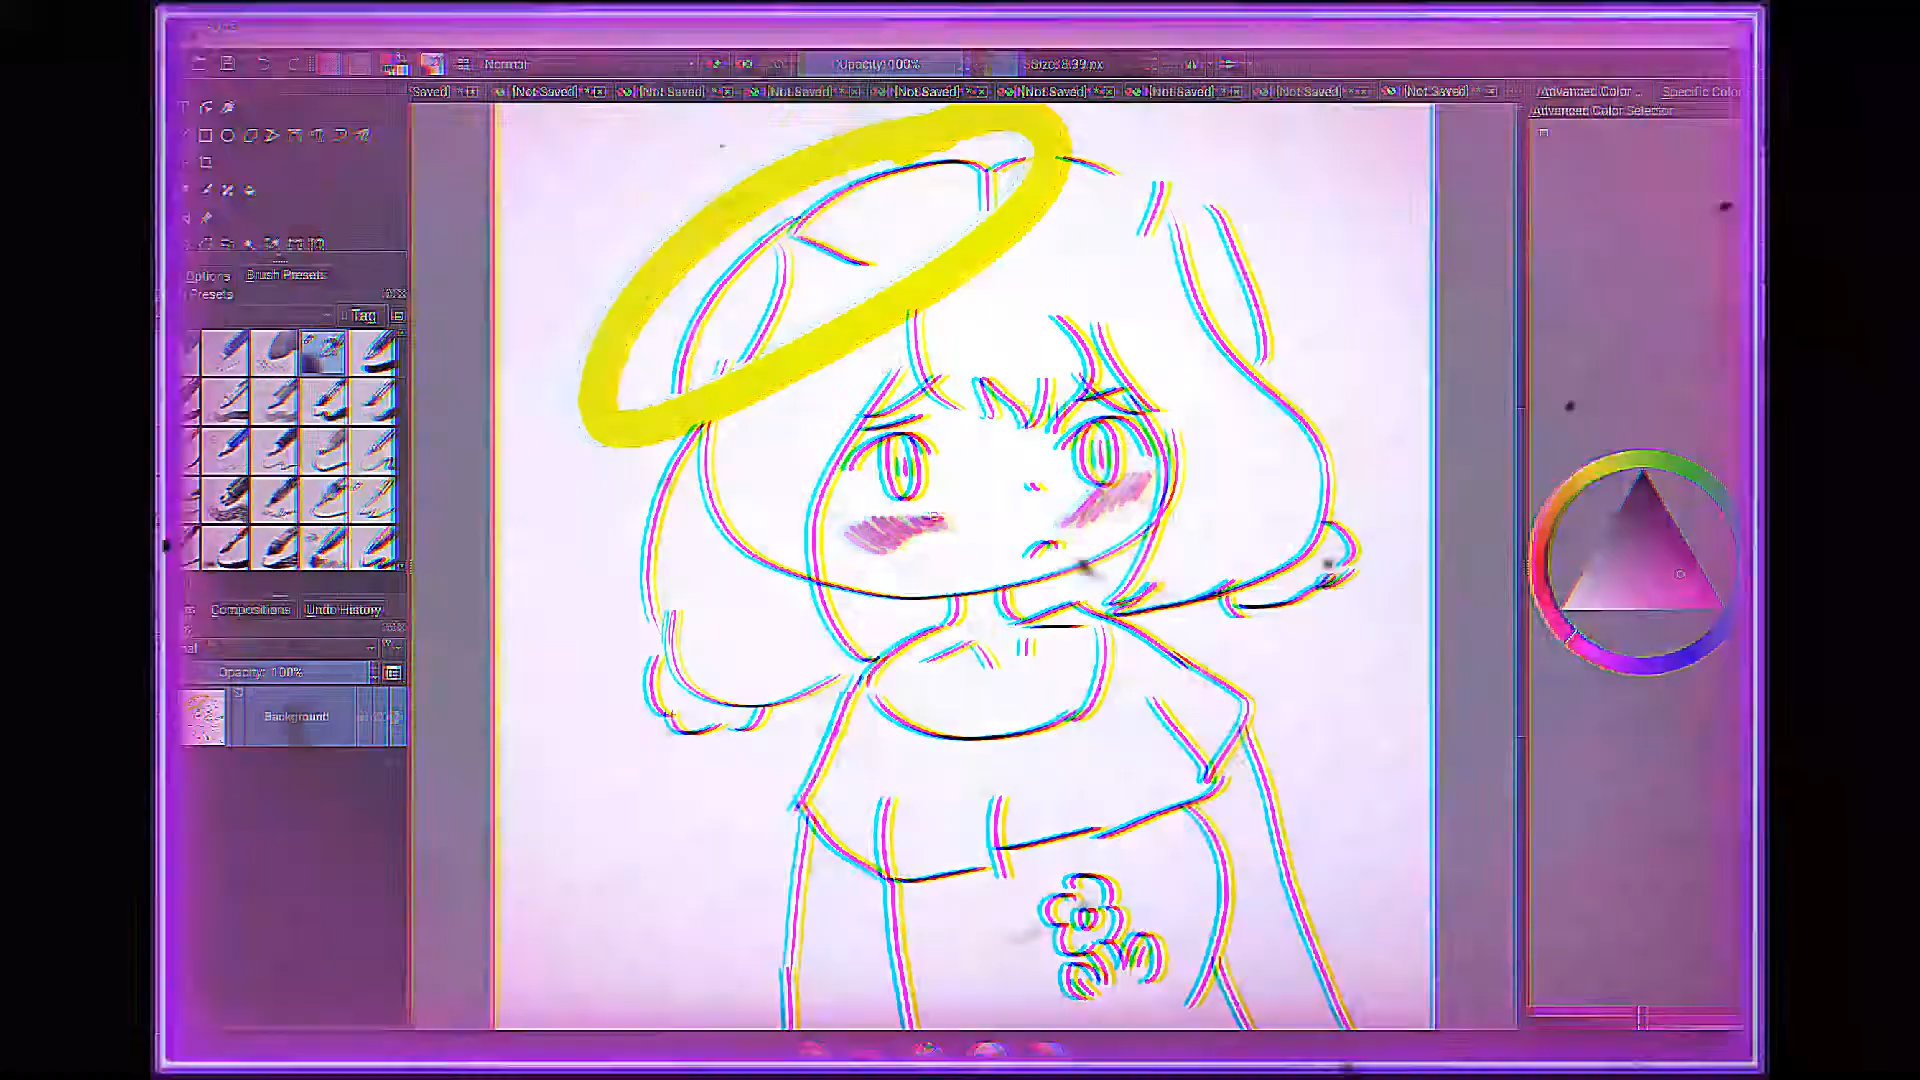 Normal
Opacity: 100%
Size: 8.39 px
Saved]
[Not Saved]
[Not Saved]
[Not Saved]
[Not Saved]
[Not Saved]
[Not Saved]
[Not Saved]
[Not Saved]
Advanced Color ...
Specific Color
Advanced Color Selector
Options
Brush Presets
Presets
Tag
Compositions
Undo History
Opacity: 100%
Background